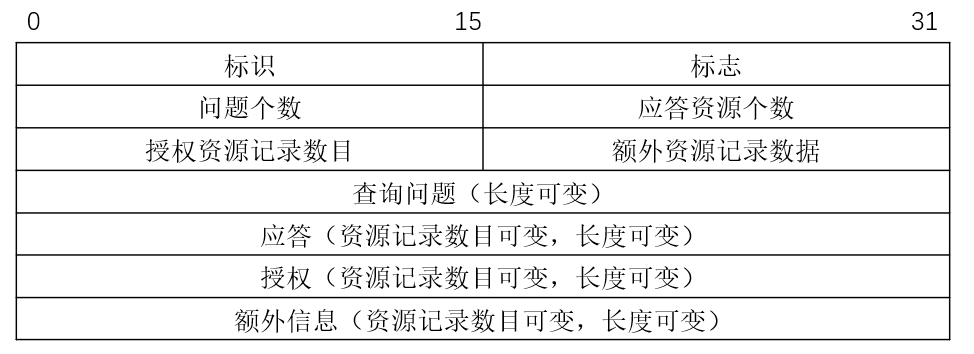 0 15 31
标识 标志
问题个数 应答资源个数
授权资源记录数目 额外资源记录数据
查询问题（长度可变）
应答（资源记录数目可变，长度可变）
授权（资源记录数目可变，长度可变）
额外信息（资源记录数目可变，长度可变）